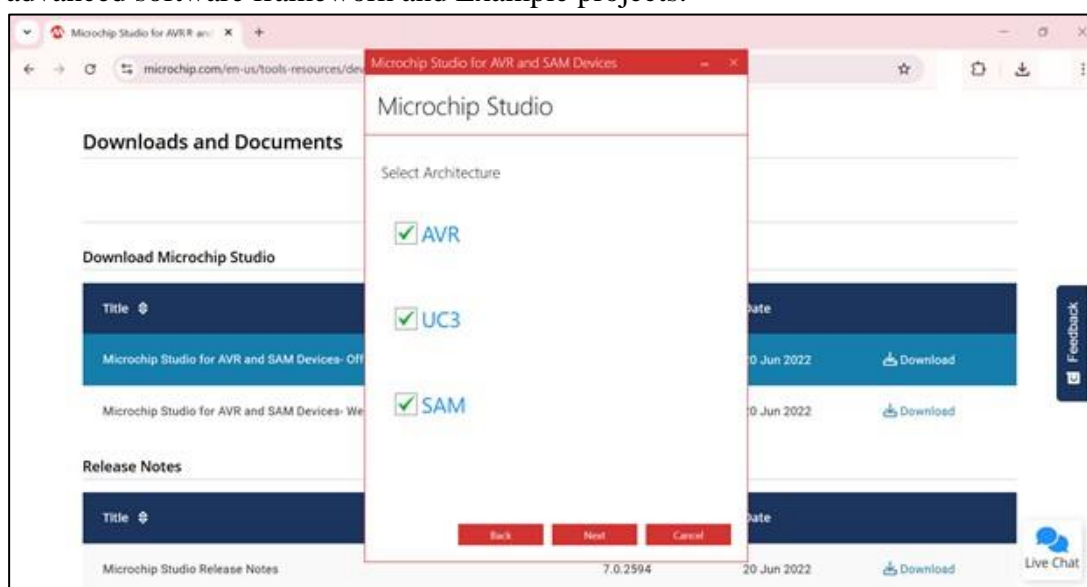 advanced software framework and Example projects.
Microchip Studio for AVR and
microchip.com/en-us/tools-resources/dev
Microchip Studio for AVR and SAM Devices
Microchip Studio
Select Architecture
AVR
UC3
SAM
Back Next Cancel
Downloads and Documents
Download Microchip Studio
Title
Microchip Studio for AVR and SAM Devices- Off 20 Jun 2022 Download
Microchip Studio for AVR and SAM Devices- We 20 Jun 2022 Download
Release Notes
Title
Microchip Studio Release Notes 7.0.2594 20 Jun 2022 Download
Feedback
Live Chat